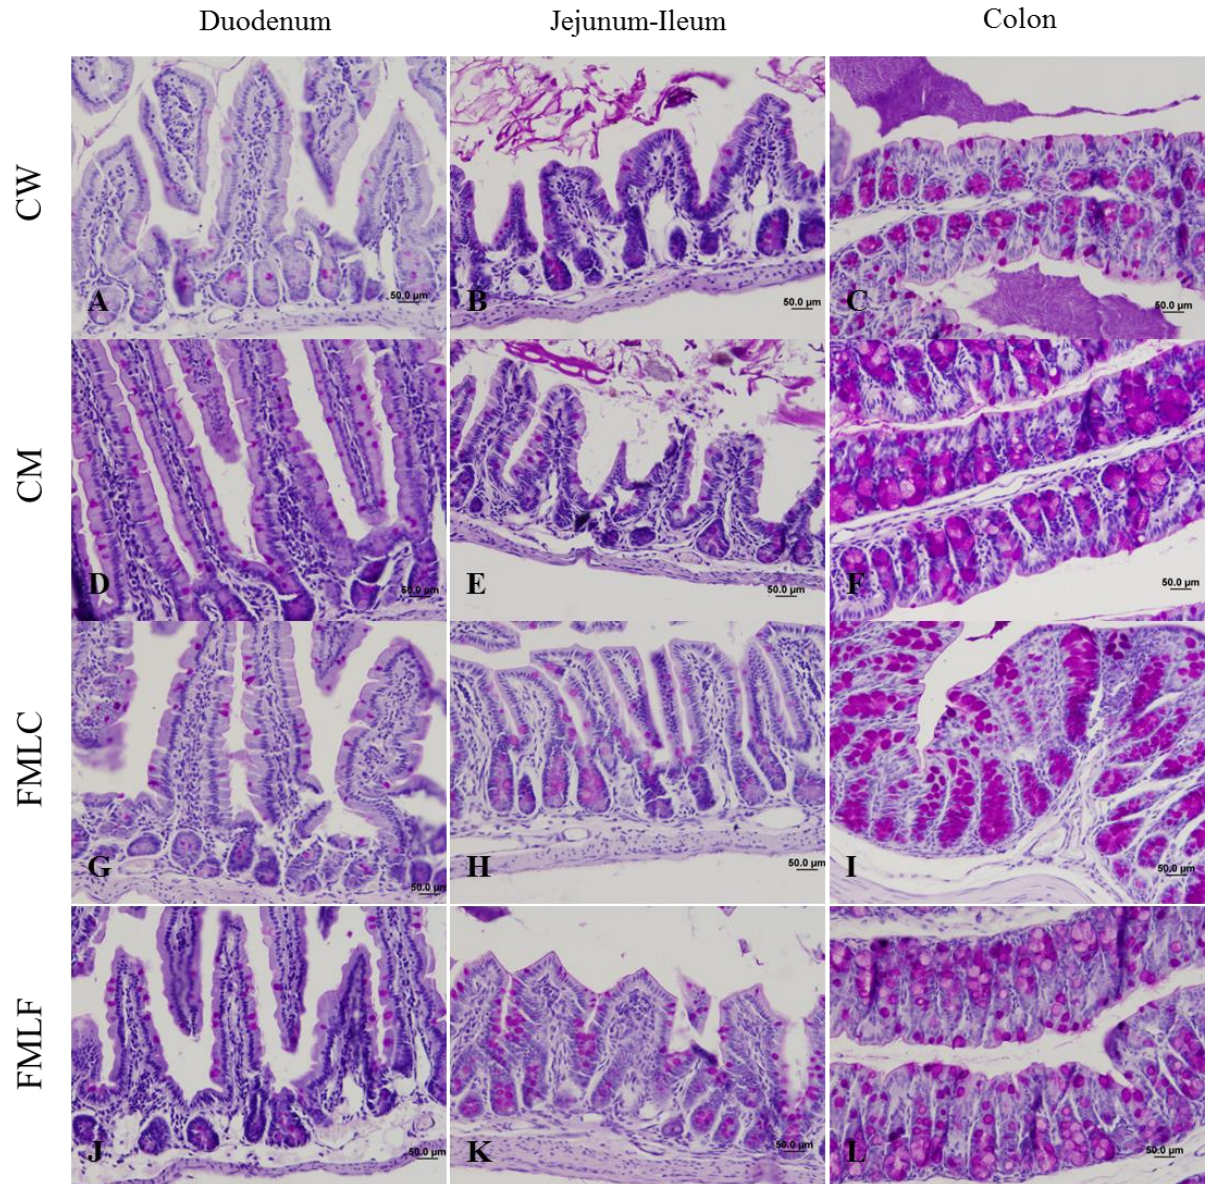 Duodenum Jejunum-Ileum Colon
CW
A 50.0 µm B 50.0 µm C 50.0 µm
CM
D 50.0 µm E 50.0 µm F 50.0 µm
FMLC
G 50.0 µm H 50.0 µm I 50.0 µm
FMLF
J 50.0 µm K 50.0 µm L 50.0 µm